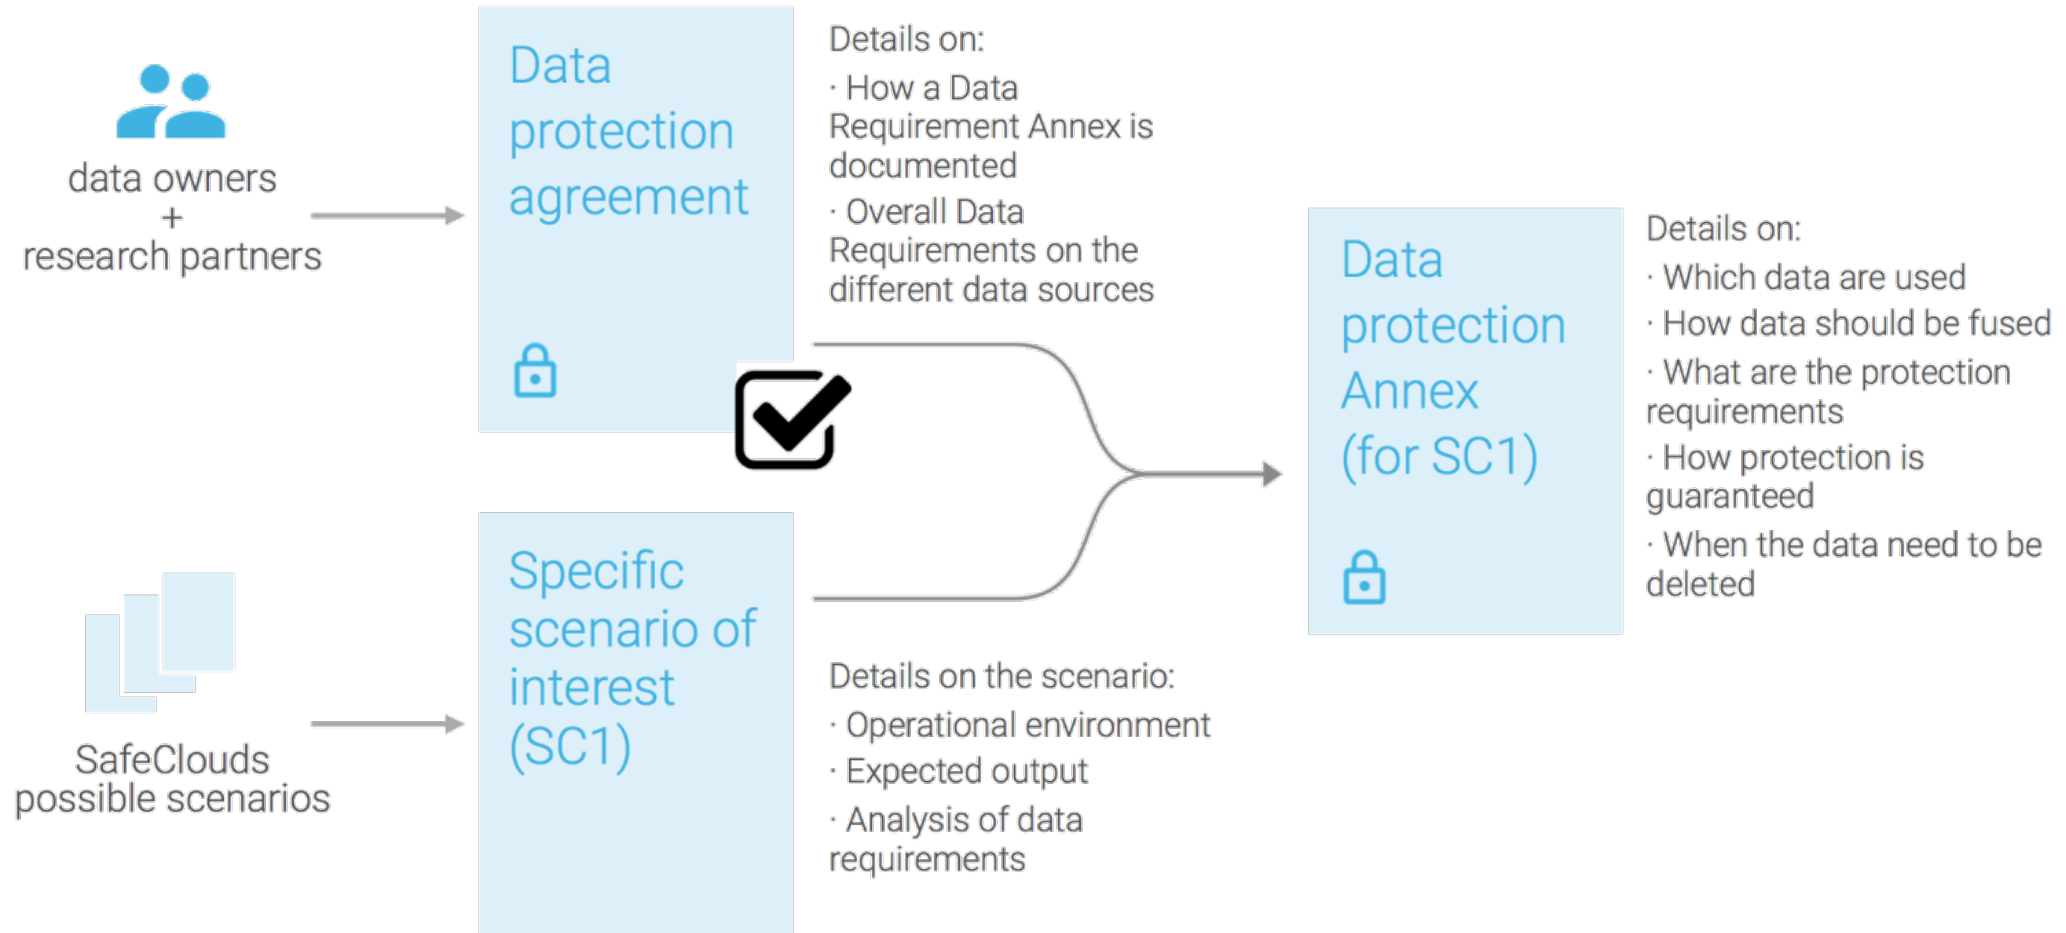 data owners
+
research partners
Data
protection
agreement
Details on:
· How a Data
Requirement Annex is
documented
· Overall Data
Requirements on the
different data sources
SafeClouds
possible scenarios
Specific
scenario of
interest
(SC1)
Details on the scenario:
· Operational environment
· Expected output
· Analysis of data
requirements
Data
protection
Annex
(for SC1)
Details on:
· Which data are used
· How data should be fused
· What are the protection
requirements
· How protection is
guaranteed
· When the data need to be
deleted